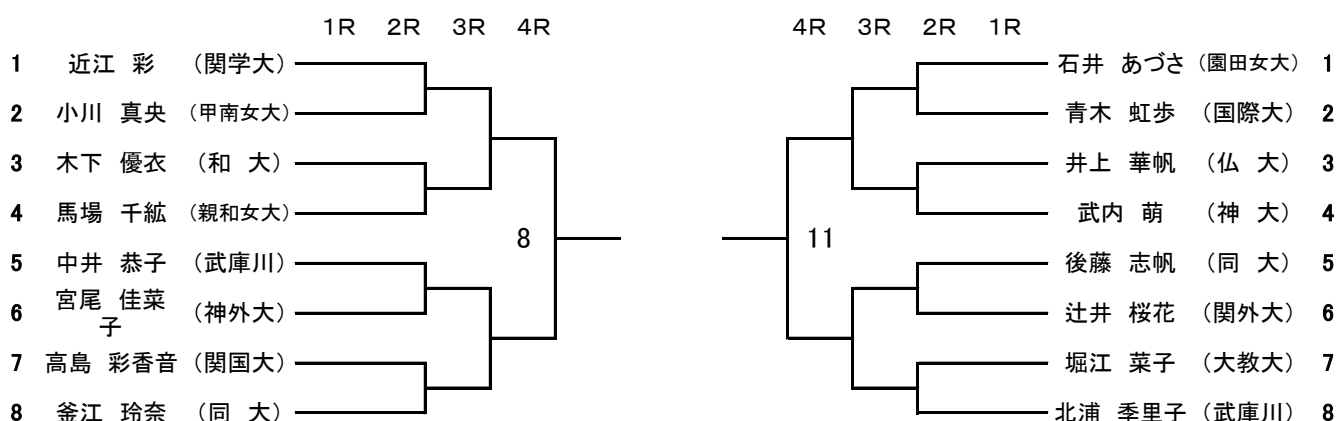 1R 2R 3R 4R 4R 3R 2R 1R
1 近江 彩 (関学大) 石井 あづさ (園田女大) 1
2 小川 真央 (甲南女大) 青木 虹歩 (国際大) 2
3 木下 優衣 (和 大) 井上 華帆 (仏 大) 3
4 馬場 千紘 (親和女大) 武内 萌 (神 大) 4
8 11
5 中井 恭子 (武庫川) 後藤 志帆 (同 大) 5
6 宮尾 佳菜
子 (神外大) 辻井 桜花 (関外大) 6
7 高島 彩香音 (関国大) 堀江 菜子 (大教大) 7
8 釜江 玲奈 (同 大) 北浦 季里子 (武庫川) 8